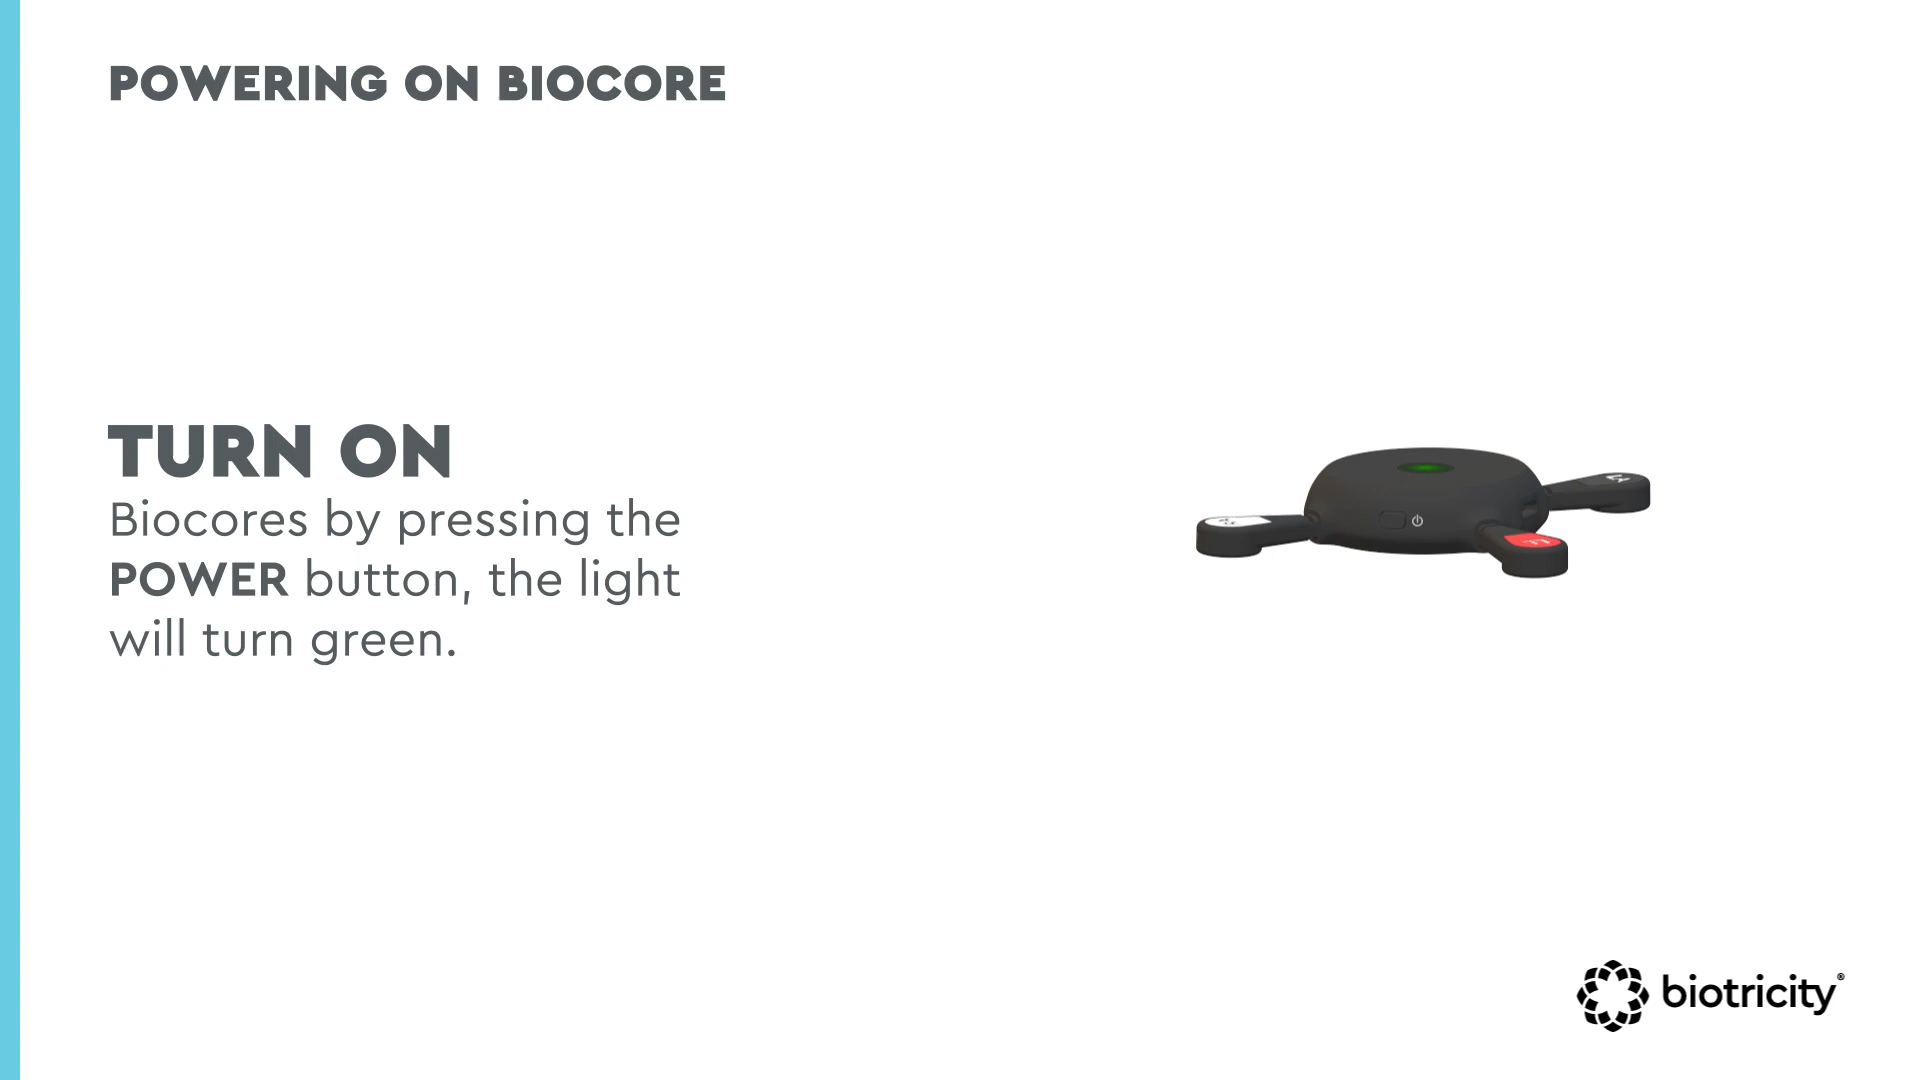 POWERING ON BIOCORE
TURN ON
Biocores by pressing the
POWER button, the light
will turn green.
biotricity®